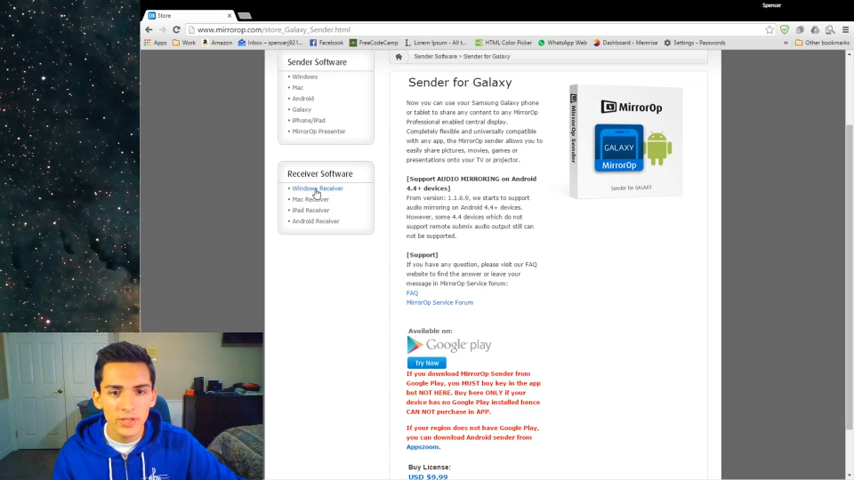 Spencer
Store
www.mirrorop.com/store_Galaxy_Sender.html
Apps Work Amazon Inbox – spencer921... Facebook FreeCodeCamp Lorem Ipsum - All t... HTML Color Picker WhatsApp Web Dashboard - Memrise Settings - Passwords » Other bookmarks
Sender Software
Windows
Mac
Android
Galaxy
iPhone/iPad
MirrorOp Presenter
Receiver Software
Windows Receiver
Mac Receiver
iPad Receiver
Android Receiver
Sender Software > Sender for Galaxy
Sender for Galaxy
Now you can use your Samsung Galaxy phone
or tablet to share any content to any MirrorOp
Professional enabled central display.
Completely flexible and universally compatible
with any app, the MirrorOp sender allows you to
easily share pictures, movies, games or
presentations onto your TV or projector.
[Support AUDIO MIRRORING on Android
4.4+ devices]
From version: 1.1.6.9, we starts to support
audio mirroring on Android 4.4+ devices.
However, some 4.4 devices which do not
support remote submix audio output still can
not be supported.
[Support]
If you have any question, please visit our FAQ
website to find the answer or leave your
message in MirrorOp Service forum:
FAQ
MirrorOp Service Forum
Available on:
Google play
Try Now
If you download MirrorOp Sender from
Google Play, you MUST buy key in the app
but NOT HERE. Buy here ONLY if your
device has no Google Play installed hence
CAN NOT purchase in APP.
If your region does not have Google Play,
you can download Android sender from
Appszoom.
Buy License:
USD $9.99
MirrorOp Sender
MirrorOp
GALAXY
MirrorOp
Sender for GALAXY